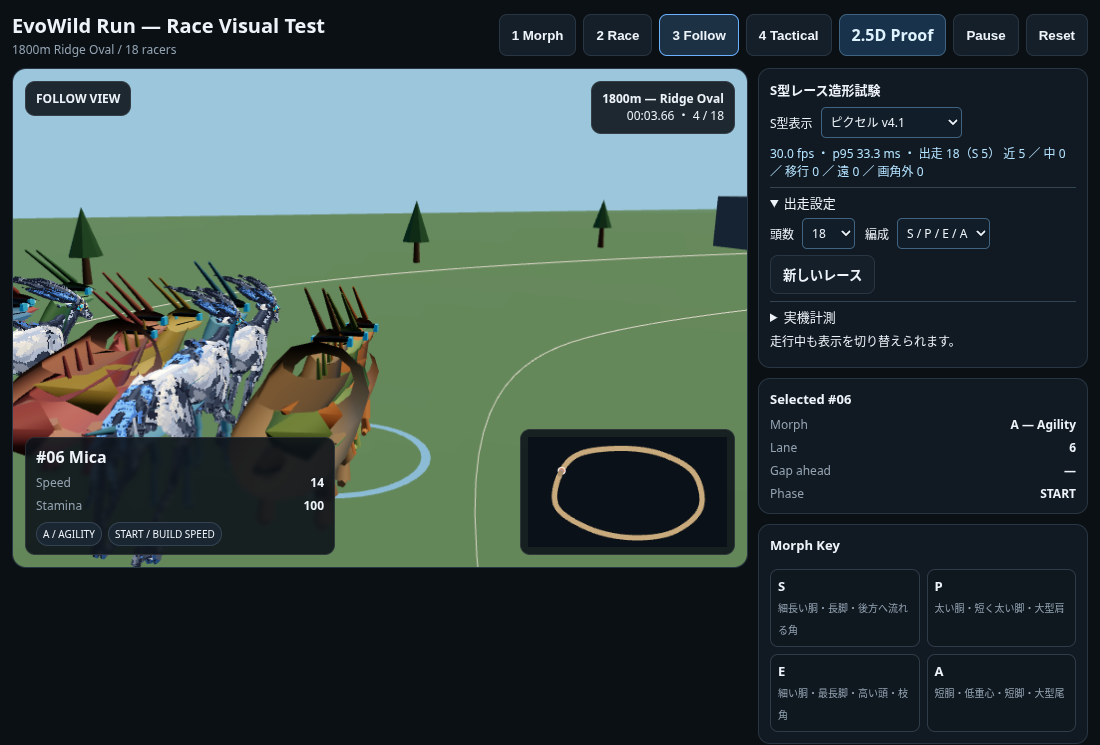 EvoWild Run — Race Visual Test
1800m Ridge Oval / 18 racers
1 Morph
2 Race
3 Follow
4 Tactical
2.5D Proof
Pause
Reset
FOLLOW VIEW
1800m — Ridge Oval
00:03.66 • 4 / 18
#06 Mica
Speed 14
Stamina 100
A / AGILITY
START / BUILD SPEED
S型レース造形試験
S型表示 ピクセル v4.1
30.0 fps ・ p95 33.3 ms ・ 出走 18（S 5） 近 5 ／ 中 0
／ 移行 0 ／ 遠 0 ／ 画角外 0
▼ 出走設定
頭数 18 編成 S / P / E / A
新しいレース
▶ 実機計測
走行中も表示を切り替えられます。
Selected #06
Morph A — Agility
Lane 6
Gap ahead —
Phase START
Morph Key
S
細長い胴・長脚・後方へ流れ
る角
P
太い胴・短く太い脚・大型肩
E
細い胴・最長脚・高い頭・枝
角
A
短胴・低重心・短脚・大型尾